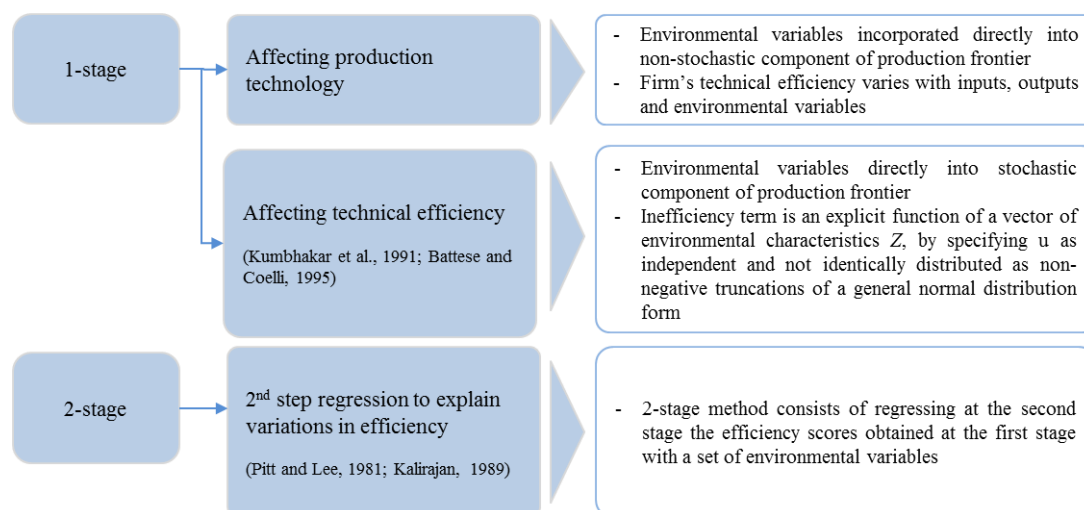 1-stage
Affecting production
technology
- Environmental variables incorporated directly into
non-stochastic component of production frontier
- Firm's technical efficiency varies with inputs, outputs
and environmental variables
Affecting technical efficiency
(Kumbhakar et al., 1991; Battese and
Coelli, 1995)
- Environmental variables directly into stochastic
component of production frontier
- Inefficiency term is an explicit function of a vector of
environmental characteristics Z, by specifying u as
independent and not identically distributed as non-
negative truncations of a general normal distribution
form
2-stage
2nd step regression to explain
variations in efficiency
(Pitt and Lee, 1981; Kalirajan, 1989)
- 2-stage method consists of regressing at the second
stage the efficiency scores obtained at the first stage
with a set of environmental variables